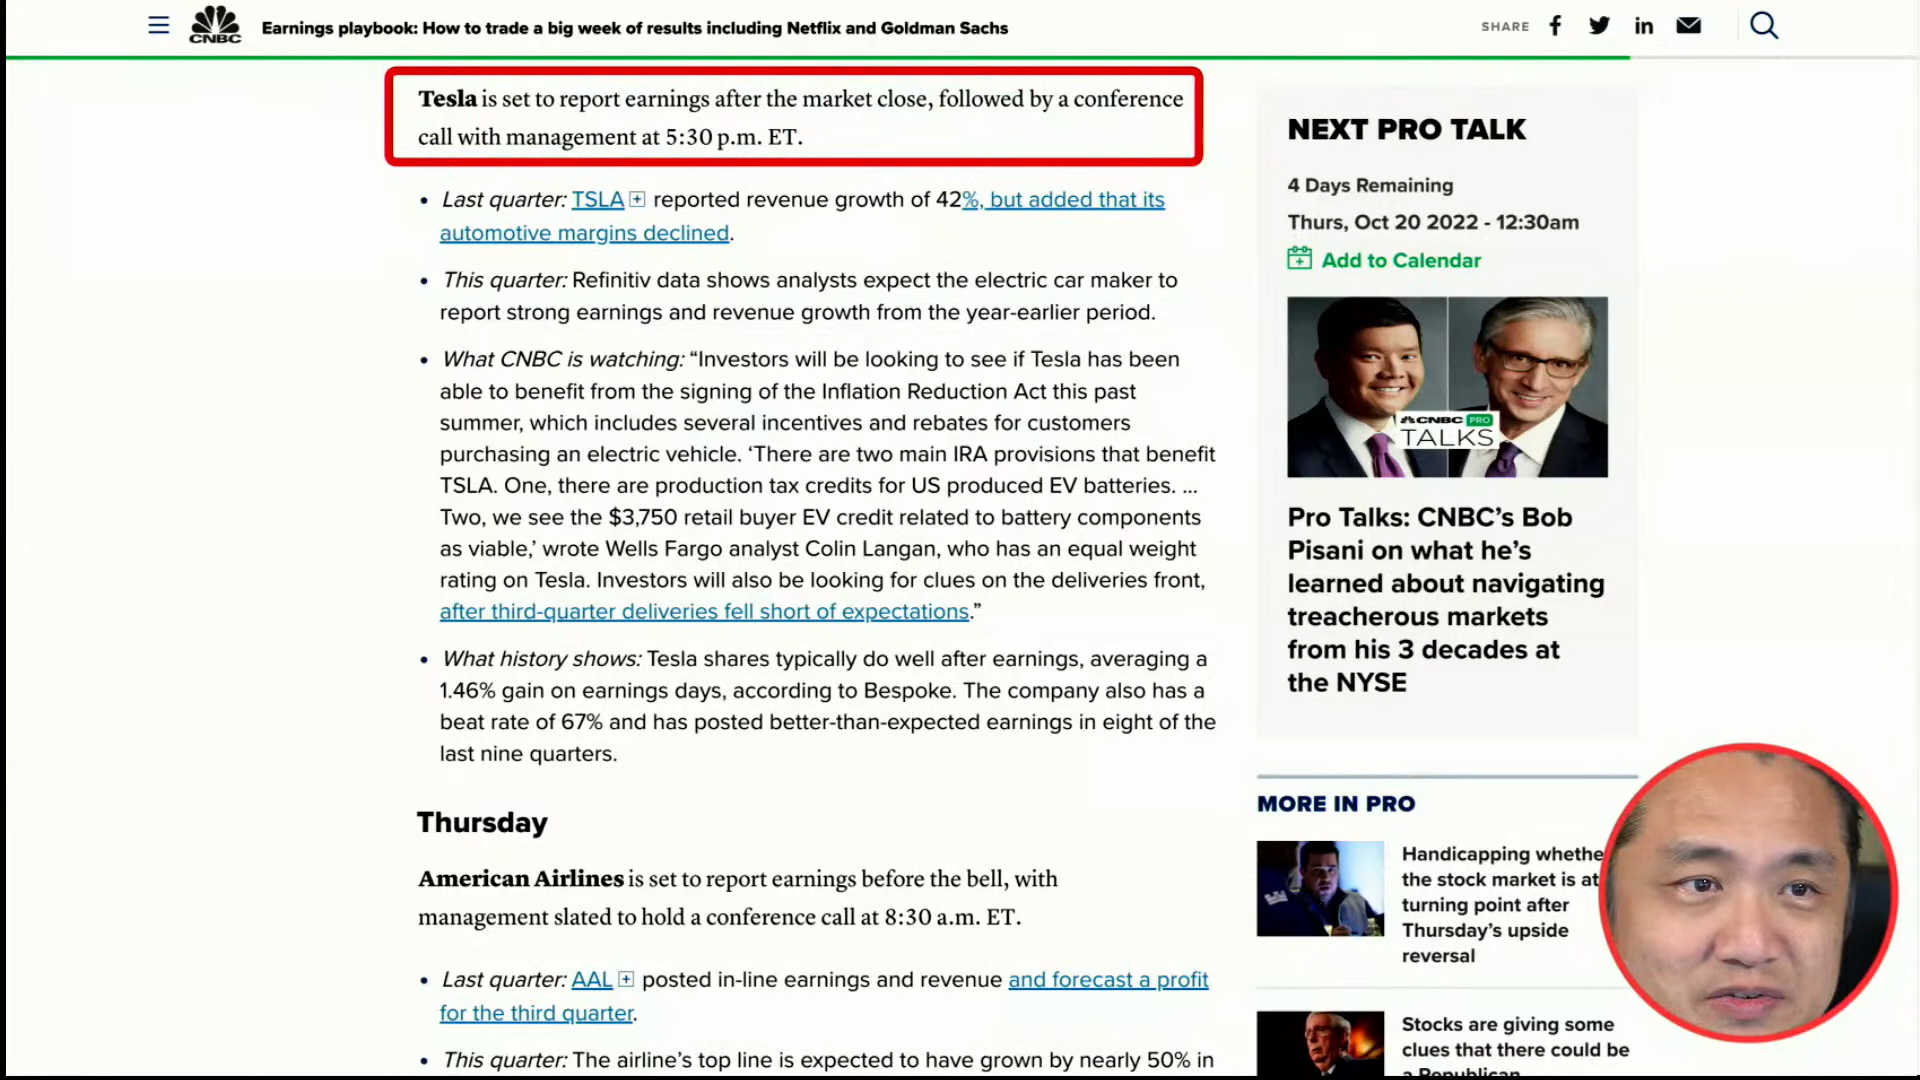 CNBC
Earnings playbook: How to trade a big week of results including Netflix and Goldman Sachs
SHARE
Tesla is set to report earnings after the market close, followed by a conference
call with management at 5:30 p.m. ET.
• Last quarter: TSLA reported revenue growth of 42%, but added that its
automotive margins declined.
• This quarter: Refinitiv data shows analysts expect the electric car maker to
report strong earnings and revenue growth from the year-earlier period.
• What CNBC is watching: “Investors will be looking to see if Tesla has been
able to benefit from the signing of the Inflation Reduction Act this past
summer, which includes several incentives and rebates for customers
purchasing an electric vehicle. ‘There are two main IRA provisions that benefit
TSLA. One, there are production tax credits for US produced EV batteries. ...
Two, we see the $3,750 retail buyer EV credit related to battery components
as viable,’ wrote Wells Fargo analyst Colin Langan, who has an equal weight
rating on Tesla. Investors will also be looking for clues on the deliveries front,
after third-quarter deliveries fell short of expectations.”
• What history shows: Tesla shares typically do well after earnings, averaging a
1.46% gain on earnings days, according to Bespoke. The company also has a
beat rate of 67% and has posted better-than-expected earnings in eight of the
last nine quarters.
Thursday
American Airlines is set to report earnings before the bell, with
management slated to hold a conference call at 8:30 a.m. ET.
• Last quarter: AAL posted in-line earnings and revenue and forecast a profit
for the third quarter.
• This quarter: The airline’s top line is expected to have grown by nearly 50% in
NEXT PRO TALK
4 Days Remaining
Thurs, Oct 20 2022 - 12:30am
Add to Calendar
CNBC PRO
TALKS
Pro Talks: CNBC’s Bob
Pisani on what he’s
learned about navigating
treacherous markets
from his 3 decades at
the NYSE
MORE IN PRO
Handicapping whethe
the stock market is at
turning point after
Thursday’s upside
reversal
Stocks are giving some
clues that there could be
a Republican